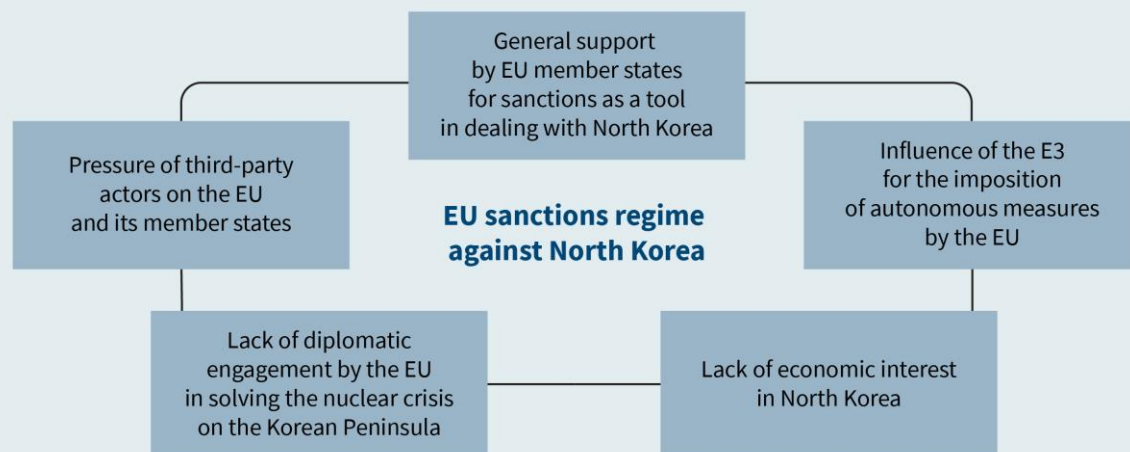 General support
by EU member states
for sanctions as a tool
in dealing with North Korea
Pressure of third-party
actors on the EU
and its member states
Influence of the E3
for the imposition
of autonomous measures
by the EU
EU sanctions regime
against North Korea
Lack of diplomatic
engagement by the EU
in solving the nuclear crisis
on the Korean Peninsula
Lack of economic interest
in North Korea